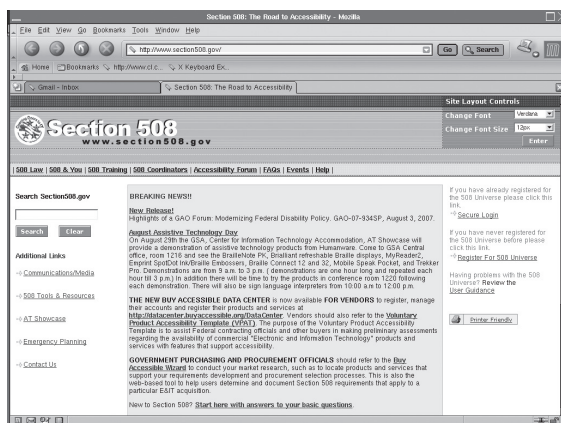 Section 508: The Road to Accessibility - Mozilla
File Edit View Go Bookmarks Tools Window Help
http://www.section508.gov/
Go Search
Home Bookmarks http://www.cl.c... X Keyboard Ex...
Gmail - Inbox Section 508: The Road to Accessibility
Site Layout Controls
Change Font Verdana
Change Font Size 12px
Enter
Section 508
www.section508.gov
| 508 Law | 508 & You | 508 Training | 508 Coordinators | Accessibility Forum | FAQs | Events | Help |
Search Section508.gov
Search Clear
Additional Links
Communications/Media
508 Tools & Resources
AT Showcase
Emergency Planning
Contact Us
BREAKING NEWS!!
New Release!
Highlights of a GAO Forum: Modernizing Federal Disability Policy. GAO-07-934SP, August 3, 2007.
August Assistive Technology Day
On August 29th the GSA, Center for Information Technology Accommodation, AT Showcase will
provide a demonstration of assistive technology products from Humanware. Come to GSA Central
office, room 1216 and see the BrailleNote PK, Brailliant refreshable Braille displays, MyReader2,
Emprint SpotDot Ink/Braille Embossers, Braille Connect 12 and 32, Mobile Speak Pocket, and Trekker
Pro. Demonstrations are from 9 a.m. to 3 p.m. ( demonstrations are one hour long and repeated each
hour till 3 p.m.) In addition there will be time to try the products in conference room 1220 following
each demonstration. There will also be sign language interpreters from 10:00 a.m to 12:00 p.m.
THE NEW BUY ACCESSIBLE DATA CENTER is now available FOR VENDORS to register, manage
their accounts and register their products and services at
http://datacenter.buyaccessible.org/DataCenter. Vendors should also refer to the Voluntary
Product Accessibility Template (VPAT). The purpose of the Voluntary Product Accessibility
Template is to assist Federal contracting officials and other buyers in making preliminary assessments
regarding the availability of commercial "Electronic and Information Technology" products and
services with features that support accessibility.
GOVERNMENT PURCHASING AND PROCUREMENT OFFICIALS should refer to the Buy
Accessible Wizard to conduct your market research, such as to locate products and services that
support your requirements development and procurement selection processes. This is also the
web-based tool to help users determine and document Section 508 requirements that apply to a
particular E&IT acquisition.
New to Section 508? Start here with answers to your basic questions.
If you have already registered for
the 508 Universe please click this
link.
Secure Login
If you have never registered for
the 508 Universe before please
click this link.
Register For 508 Universe
Having problems with the 508
Universe? Review the
User Guidance
Printer Friendly